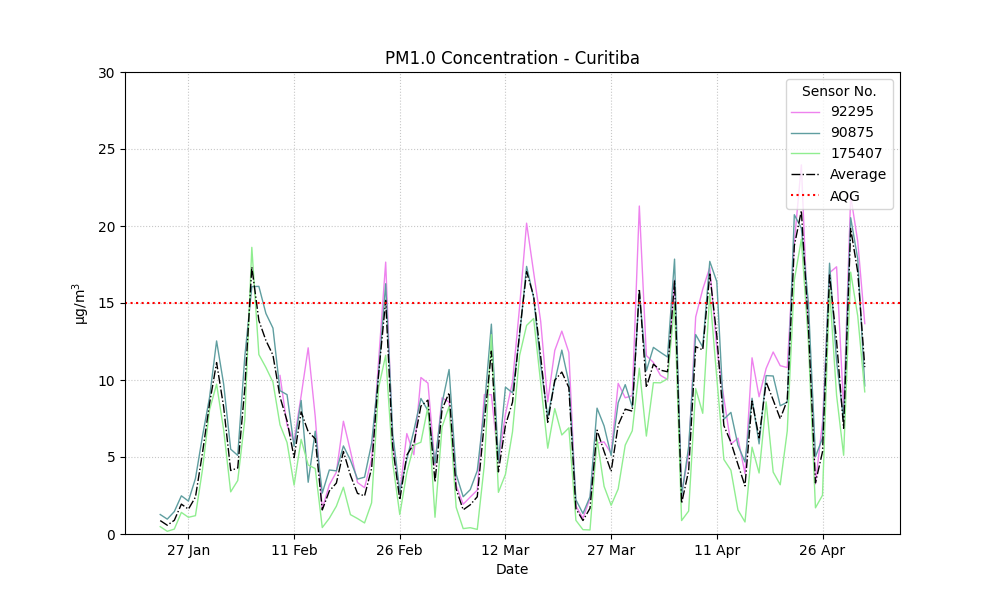 PM1.0 Concentration - Curitiba
30
25
20
15
10
5
0
µg/m³
27 Jan
11 Feb
26 Feb
12 Mar
27 Mar
11 Apr
26 Apr
Date
Sensor No.
92295
90875
175407
Average
AQG